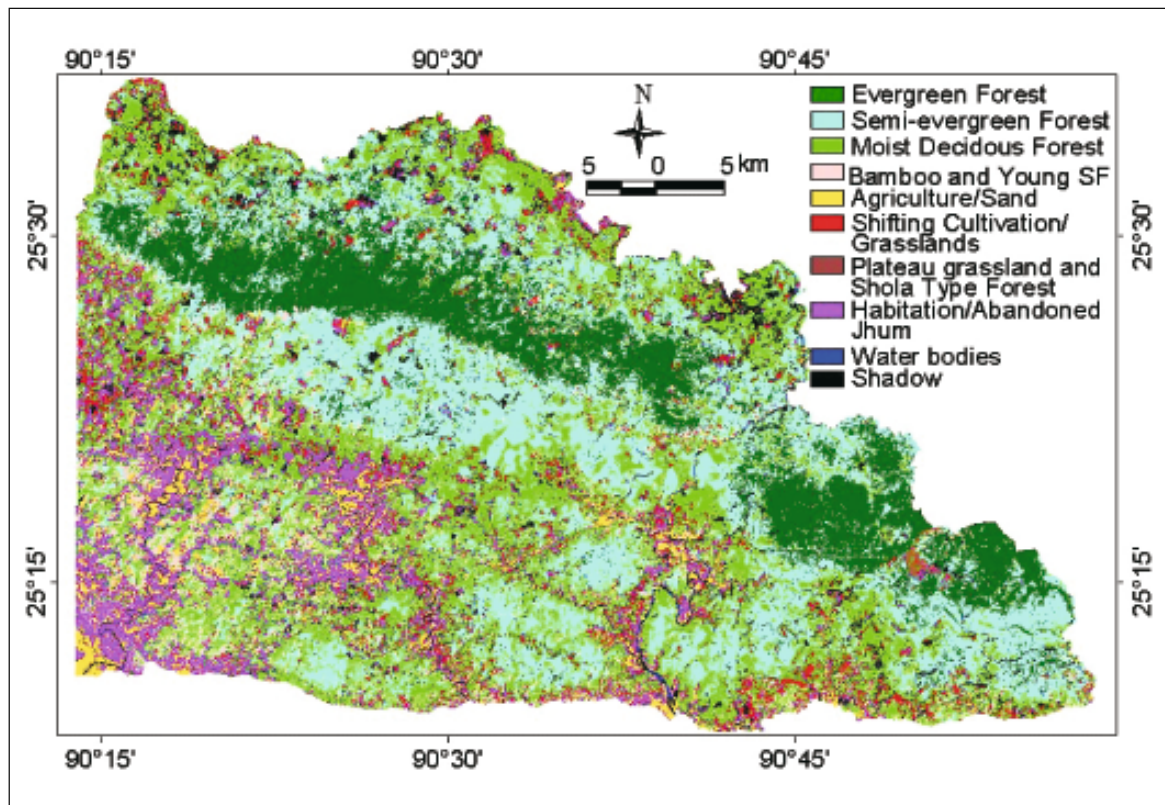 90°15' 90°30' 90°45'
N
5 0 5 km
Evergreen Forest
Semi-evergreen Forest
Moist Decidous Forest
Bamboo and Young SF
Agriculture/Sand
Shifting Cultivation/
Grasslands
Plateau grassland and
Shola Type Forest
Habitation/Abandoned
Jhum
Water bodies
Shadow
25°30' 25°30'
25°15' 25°15'
90°15' 90°30' 90°45'